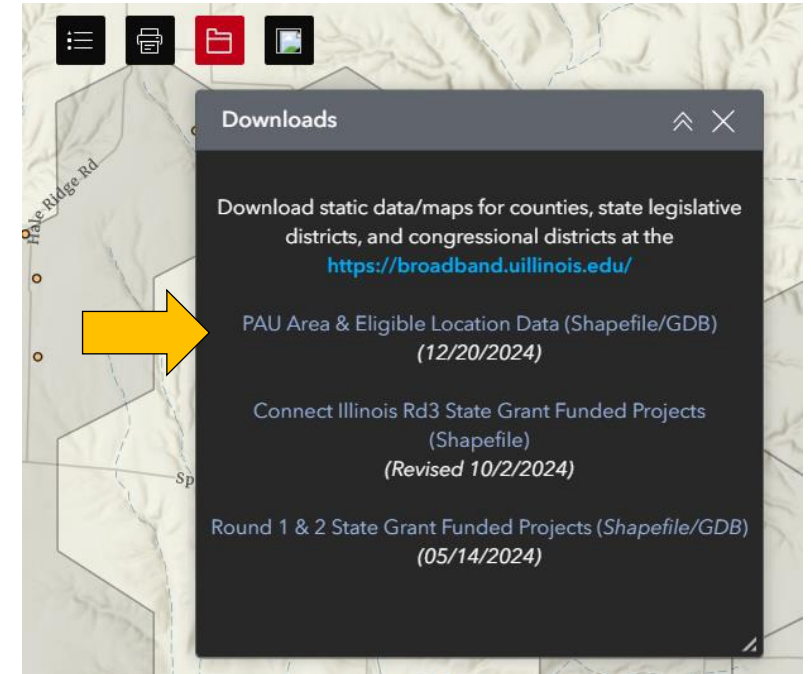 Downloads
Hale Ridge Rd
Download static data/maps for counties, state legislative
districts, and congressional districts at the
https://broadband.uillinois.edu/
PAU Area & Eligible Location Data (Shapefile/GDB)
(12/20/2024)
Connect Illinois Rd3 State Grant Funded Projects
(Shapefile)
(Revised 10/2/2024)
Sp
Round 1 & 2 State Grant Funded Projects (Shapefile/GDB)
(05/14/2024)